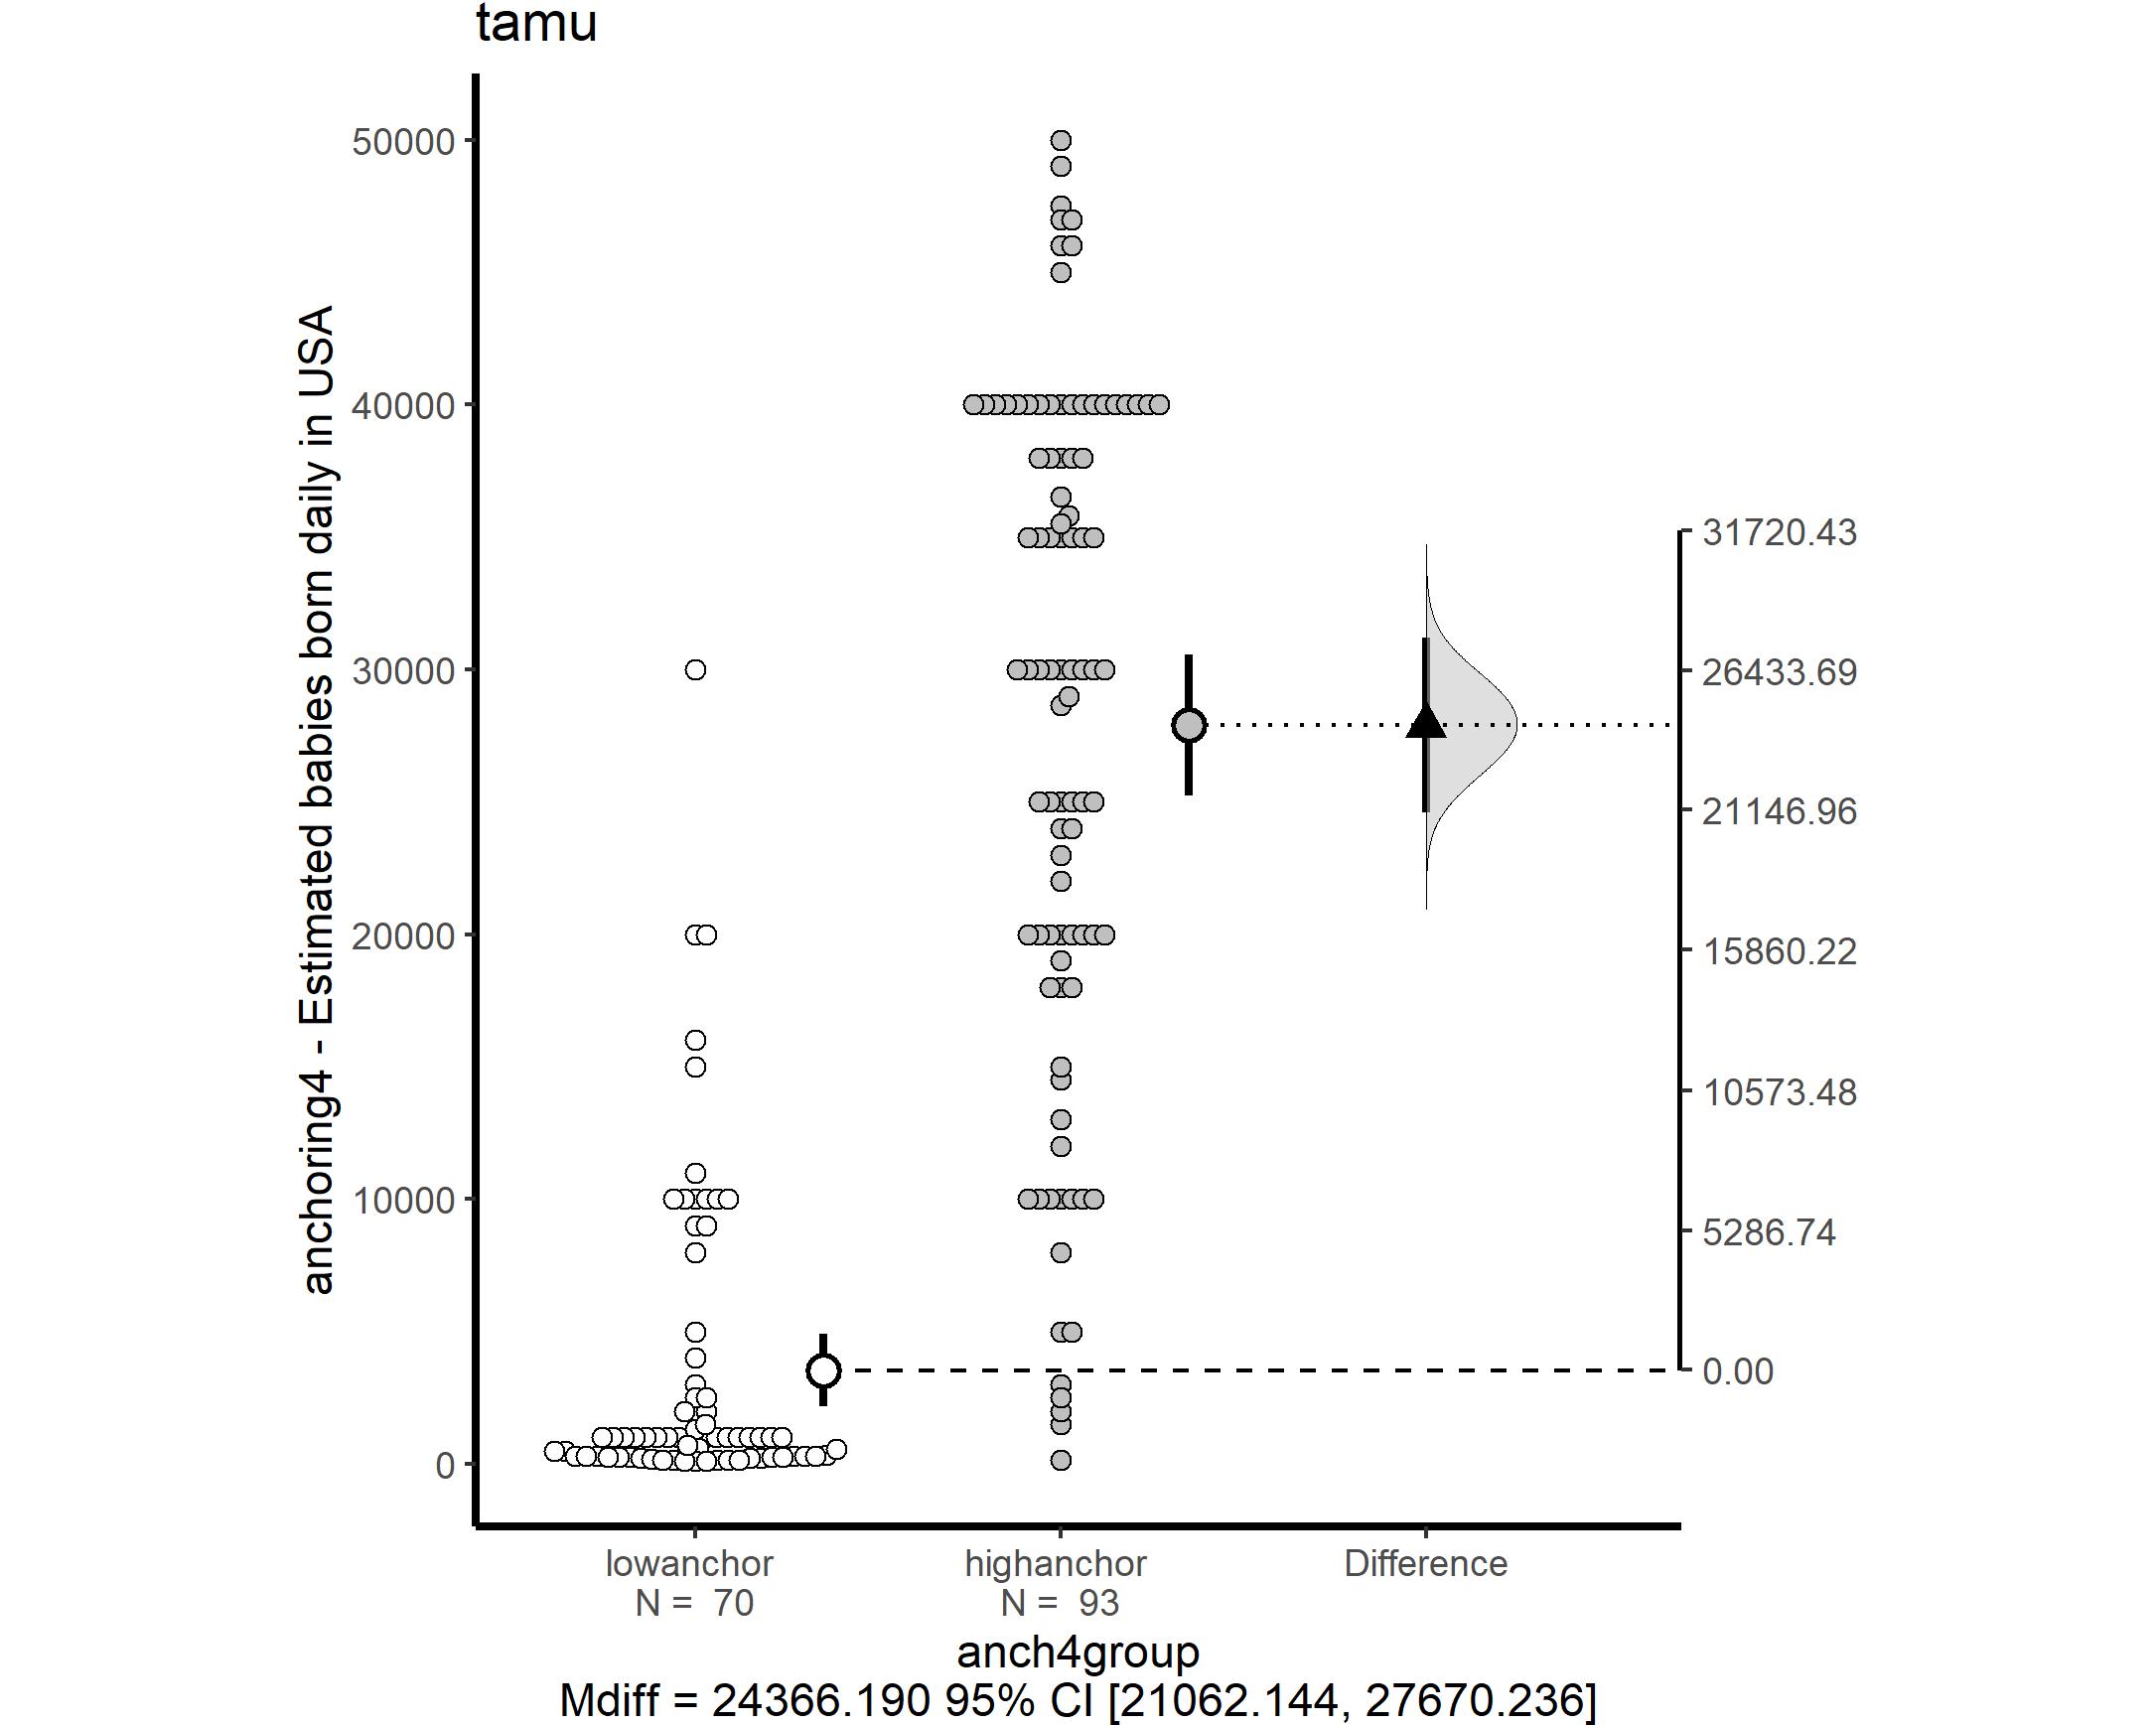 tamu
anchoring4 - Estimated babies born daily in USA
50000
40000
30000
20000
10000
0
31720.43
26433.69
21146.96
15860.22
10573.48
5286.74
0.00
lowanchor
N =  70
highanchor
N =  93
Difference
anch4group
Mdiff = 24366.190 95% CI [21062.144, 27670.236]